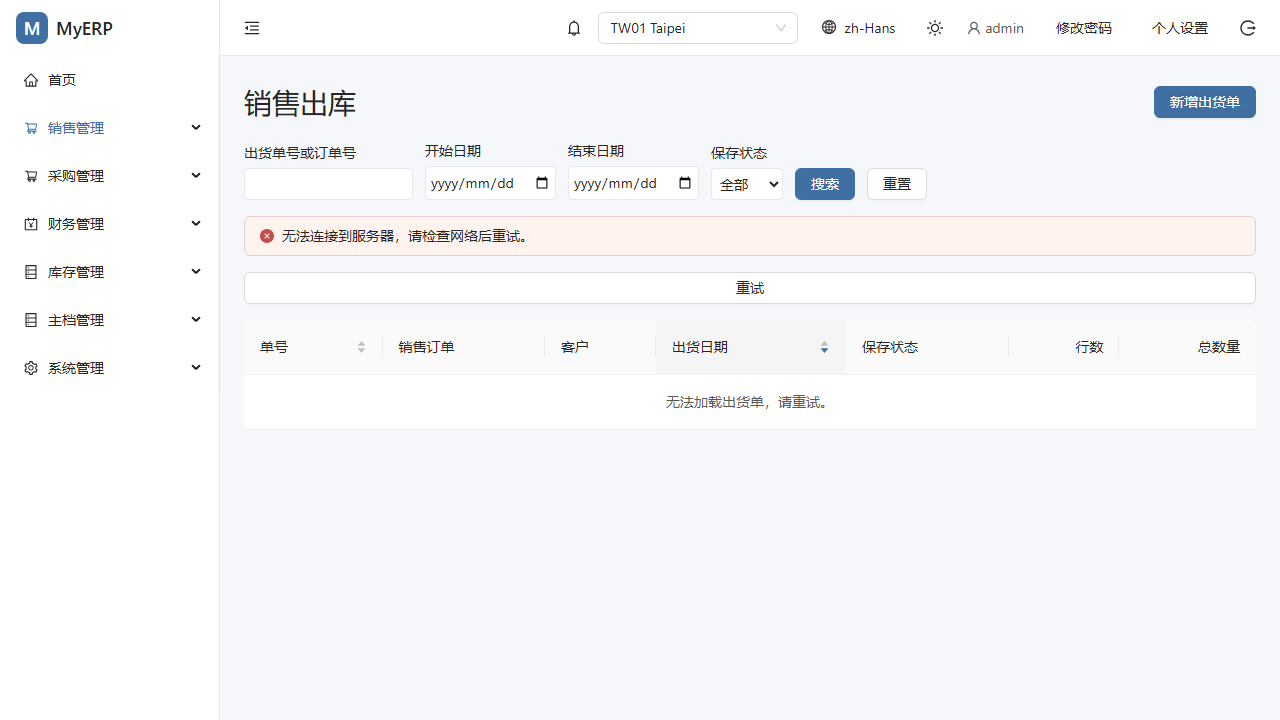 M MyERP
TW01 Taipei
zh-Hans
admin
修改密码
个人设置
首页
销售管理
采购管理
财务管理
库存管理
主档管理
系统管理
销售出库
新增出货单
出货单号或订单号
开始日期
结束日期
保存状态
yyyy/mm/dd
yyyy/mm/dd
全部
搜索
重置
无法连接到服务器，请检查网络后重试。
重试
单号
销售订单
客户
出货日期
保存状态
行数
总数量
无法加载出货单，请重试。